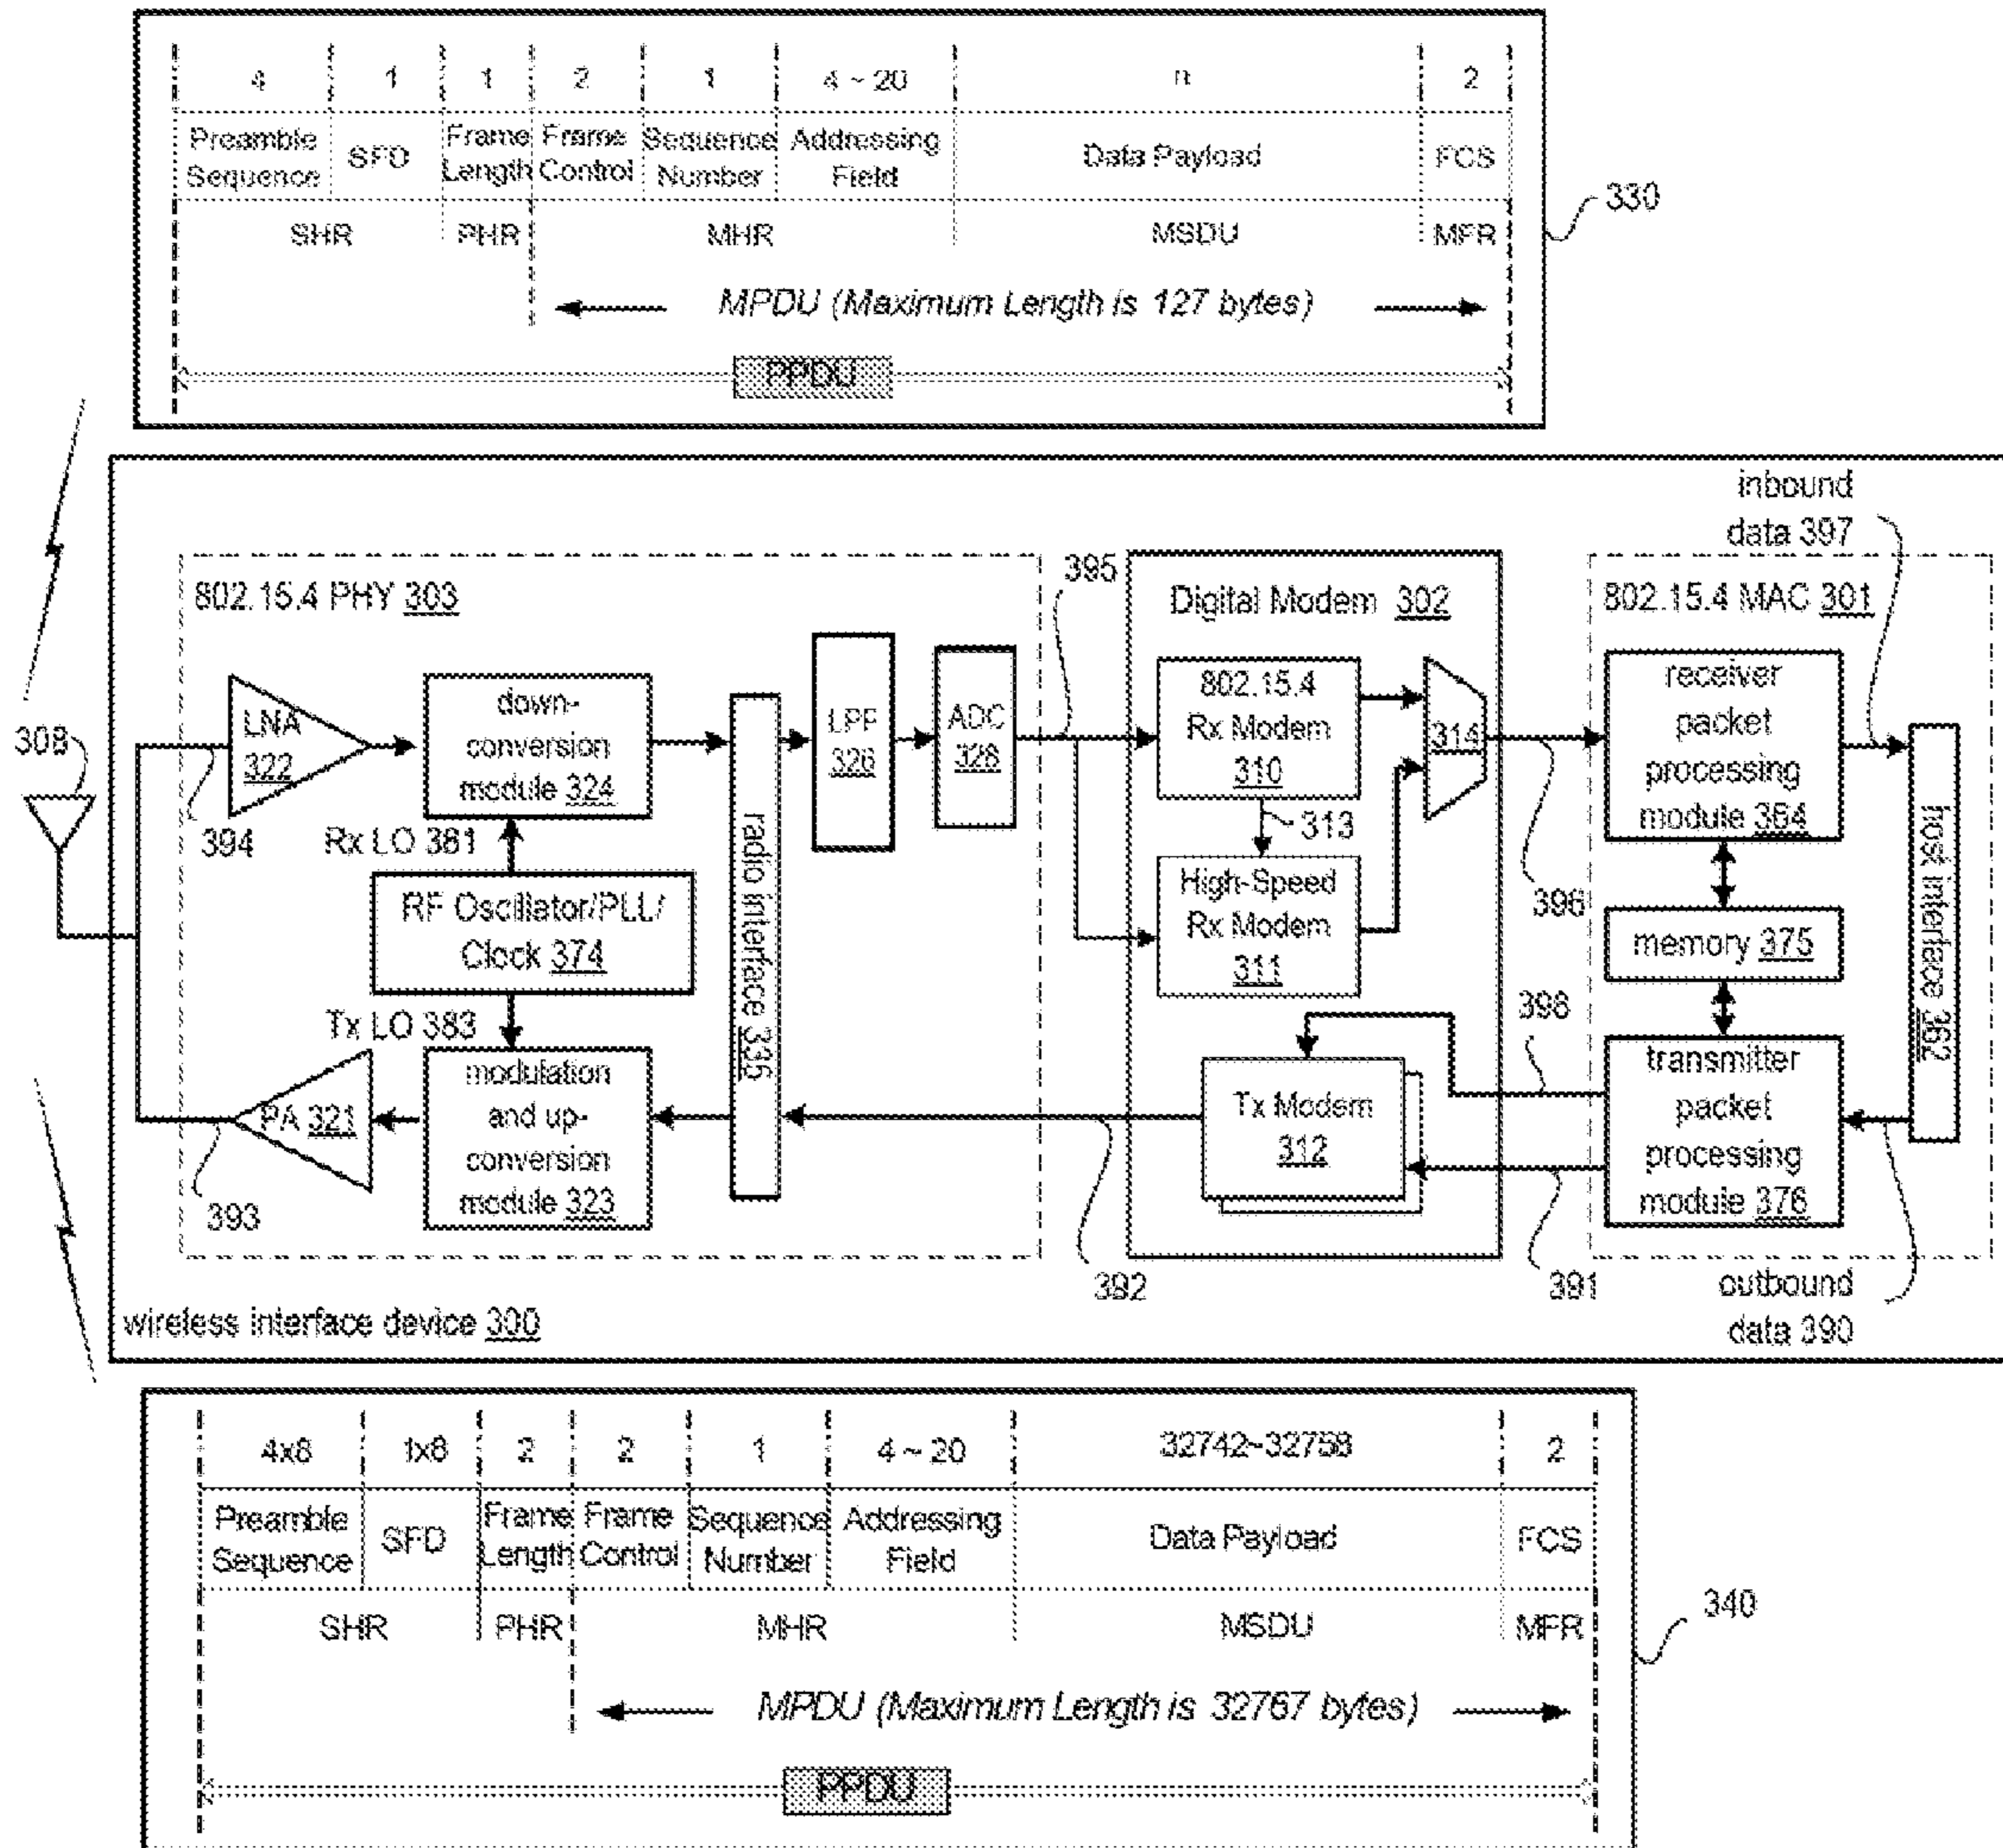 4 1 1 2 1 4 ~ 20 n 2
Preamble Sequence SFD Frame Length Frame Control Sequence Number Addressing Field Data Payload FCS
SHR PHR MHR MSDU MFR
330
MPDU (Maximum Length is 127 bytes)
PPDU
inbound
data 397
802.15.4 PHY 303
395
Digital Modem 302
802.15.4 MAC 301
308
LNA
322
394
down-
conversion
module 324
Rx LO 381
RF Oscillator/PLL/
Clock 374
Tx LO 383
modulation
and up-
conversion
module 323
PA 321
393
radio interface 336
LPF
326
ADC
328
802.15.4
Rx Modem
310
313
314
High-Speed
Rx Modem
311
Tx Modem
312
396
398
392
391
receiver
packet
processing
module 364
memory 375
transmitter
packet
processing
module 376
host interface 362
outbound
data 390
wireless interface device 300
4x8 1x8 2 2 1 4 ~ 20 32742~32758 2
Preamble Sequence SFD Frame Length Frame Control Sequence Number Addressing Field Data Payload FCS
SHR PHR MHR MSDU MFR
340
MPDU (Maximum Length is 32767 bytes)
PPDU